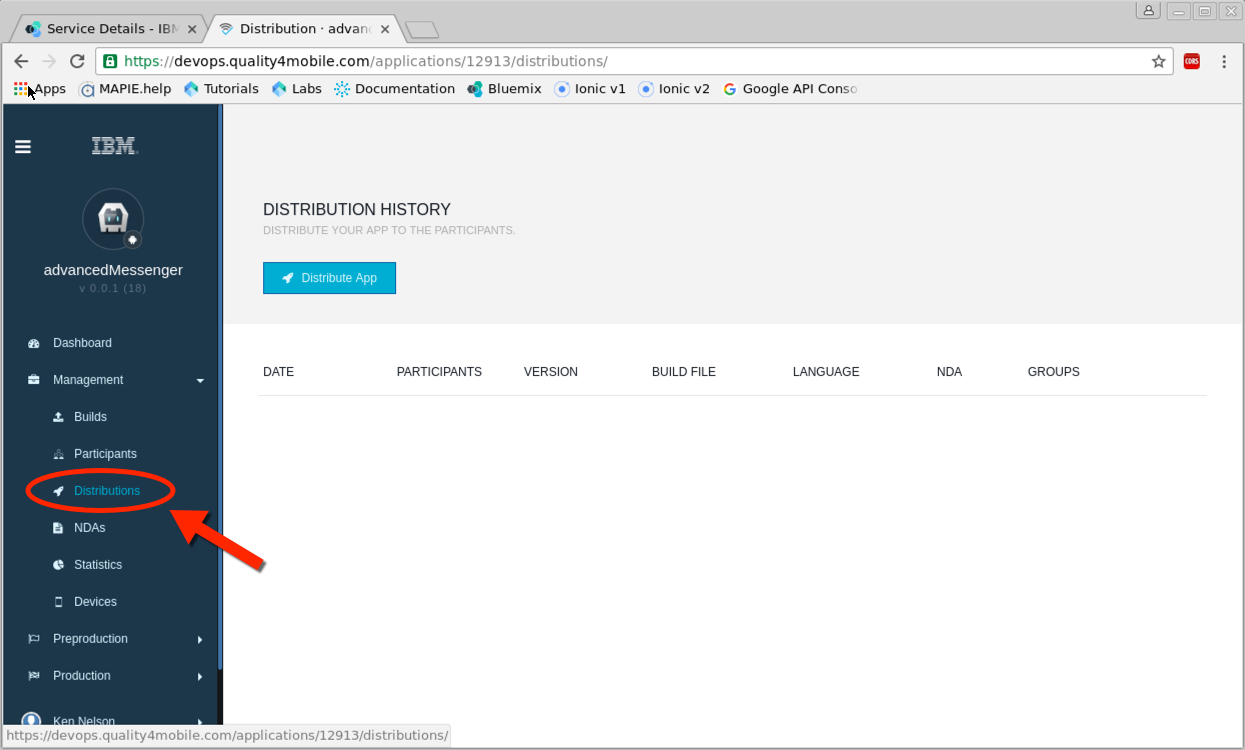 Service Details - IBM
Distribution · advan
https://devops.quality4mobile.com/applications/12913/distributions/
CORS
Apps MAPIE.help Tutorials Labs Documentation Bluemix Ionic v1 Ionic v2 Google API Conso
IBM
advancedMessenger
v 0.0.1 (18)
Dashboard
Management
Builds
Participants
Distributions
NDAs
Statistics
Devices
Preproduction
Production
Ken Nelson
DISTRIBUTION HISTORY
DISTRIBUTE YOUR APP TO THE PARTICIPANTS.
Distribute App
DATE PARTICIPANTS VERSION BUILD FILE LANGUAGE NDA GROUPS
https://devops.quality4mobile.com/applications/12913/distributions/